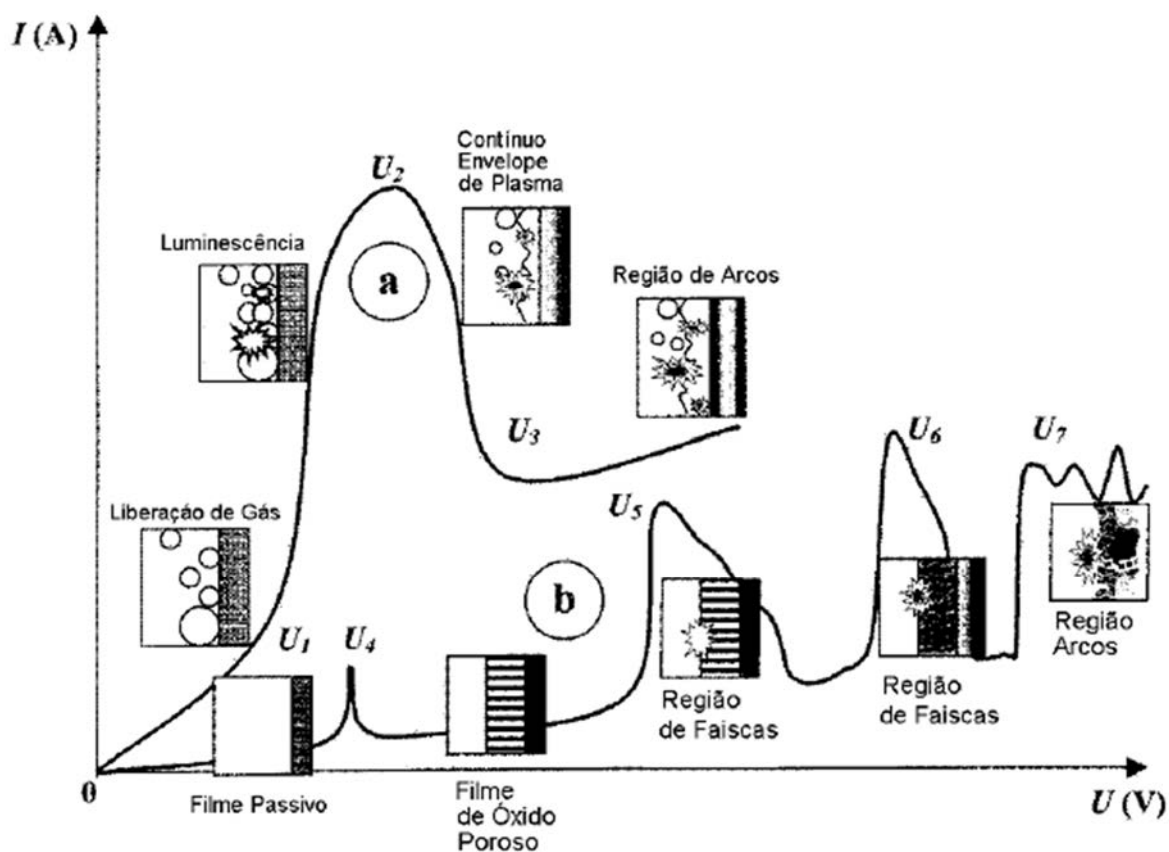 I (A)
Contínuo
Envelope
de Plasma
U2
Luminescência
a
Região de Arcos
U3
U6
U7
Liberação de Gás
U5
b
U1
U4
Região
Arcos
Região
de Faiscas
Região
de Faiscas
0
Filme Passivo
Filme
de Óxido
Poroso
U (V)